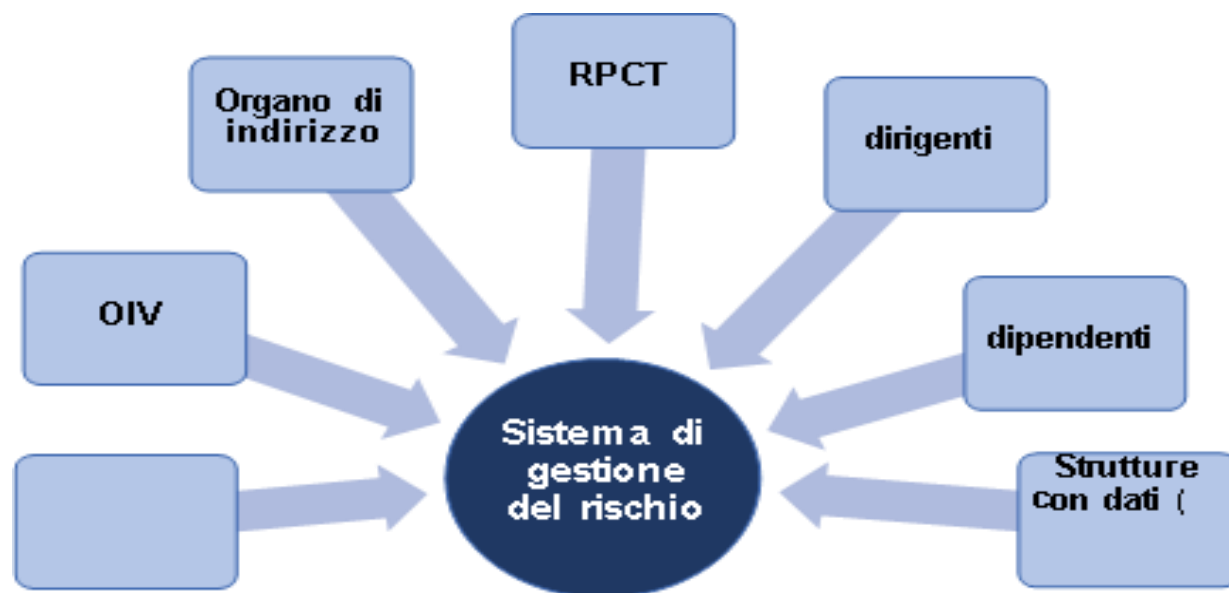 RPCT
Organo di
indirizzo
dirigenti
OIV
dipendenti
Sistema di
gestione
del rischio
Strutture
con dati (